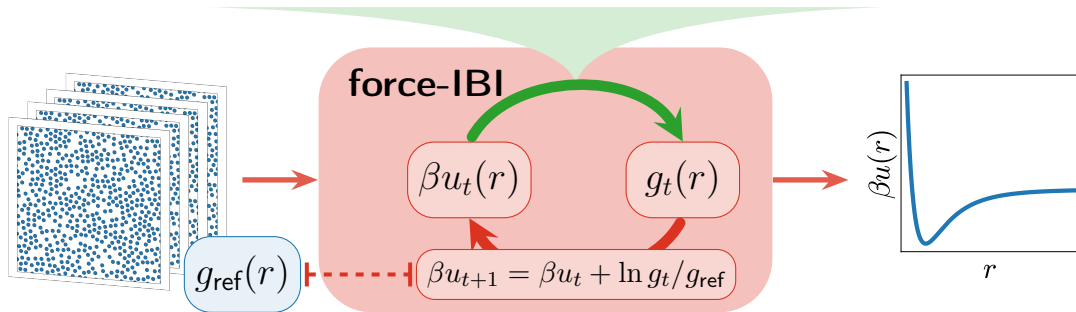 force-IBI
βu_t(r)
g_t(r)
g_ref(r)
βu_{t+1} = βu_t + ln g_t/g_ref
βu(r)
r